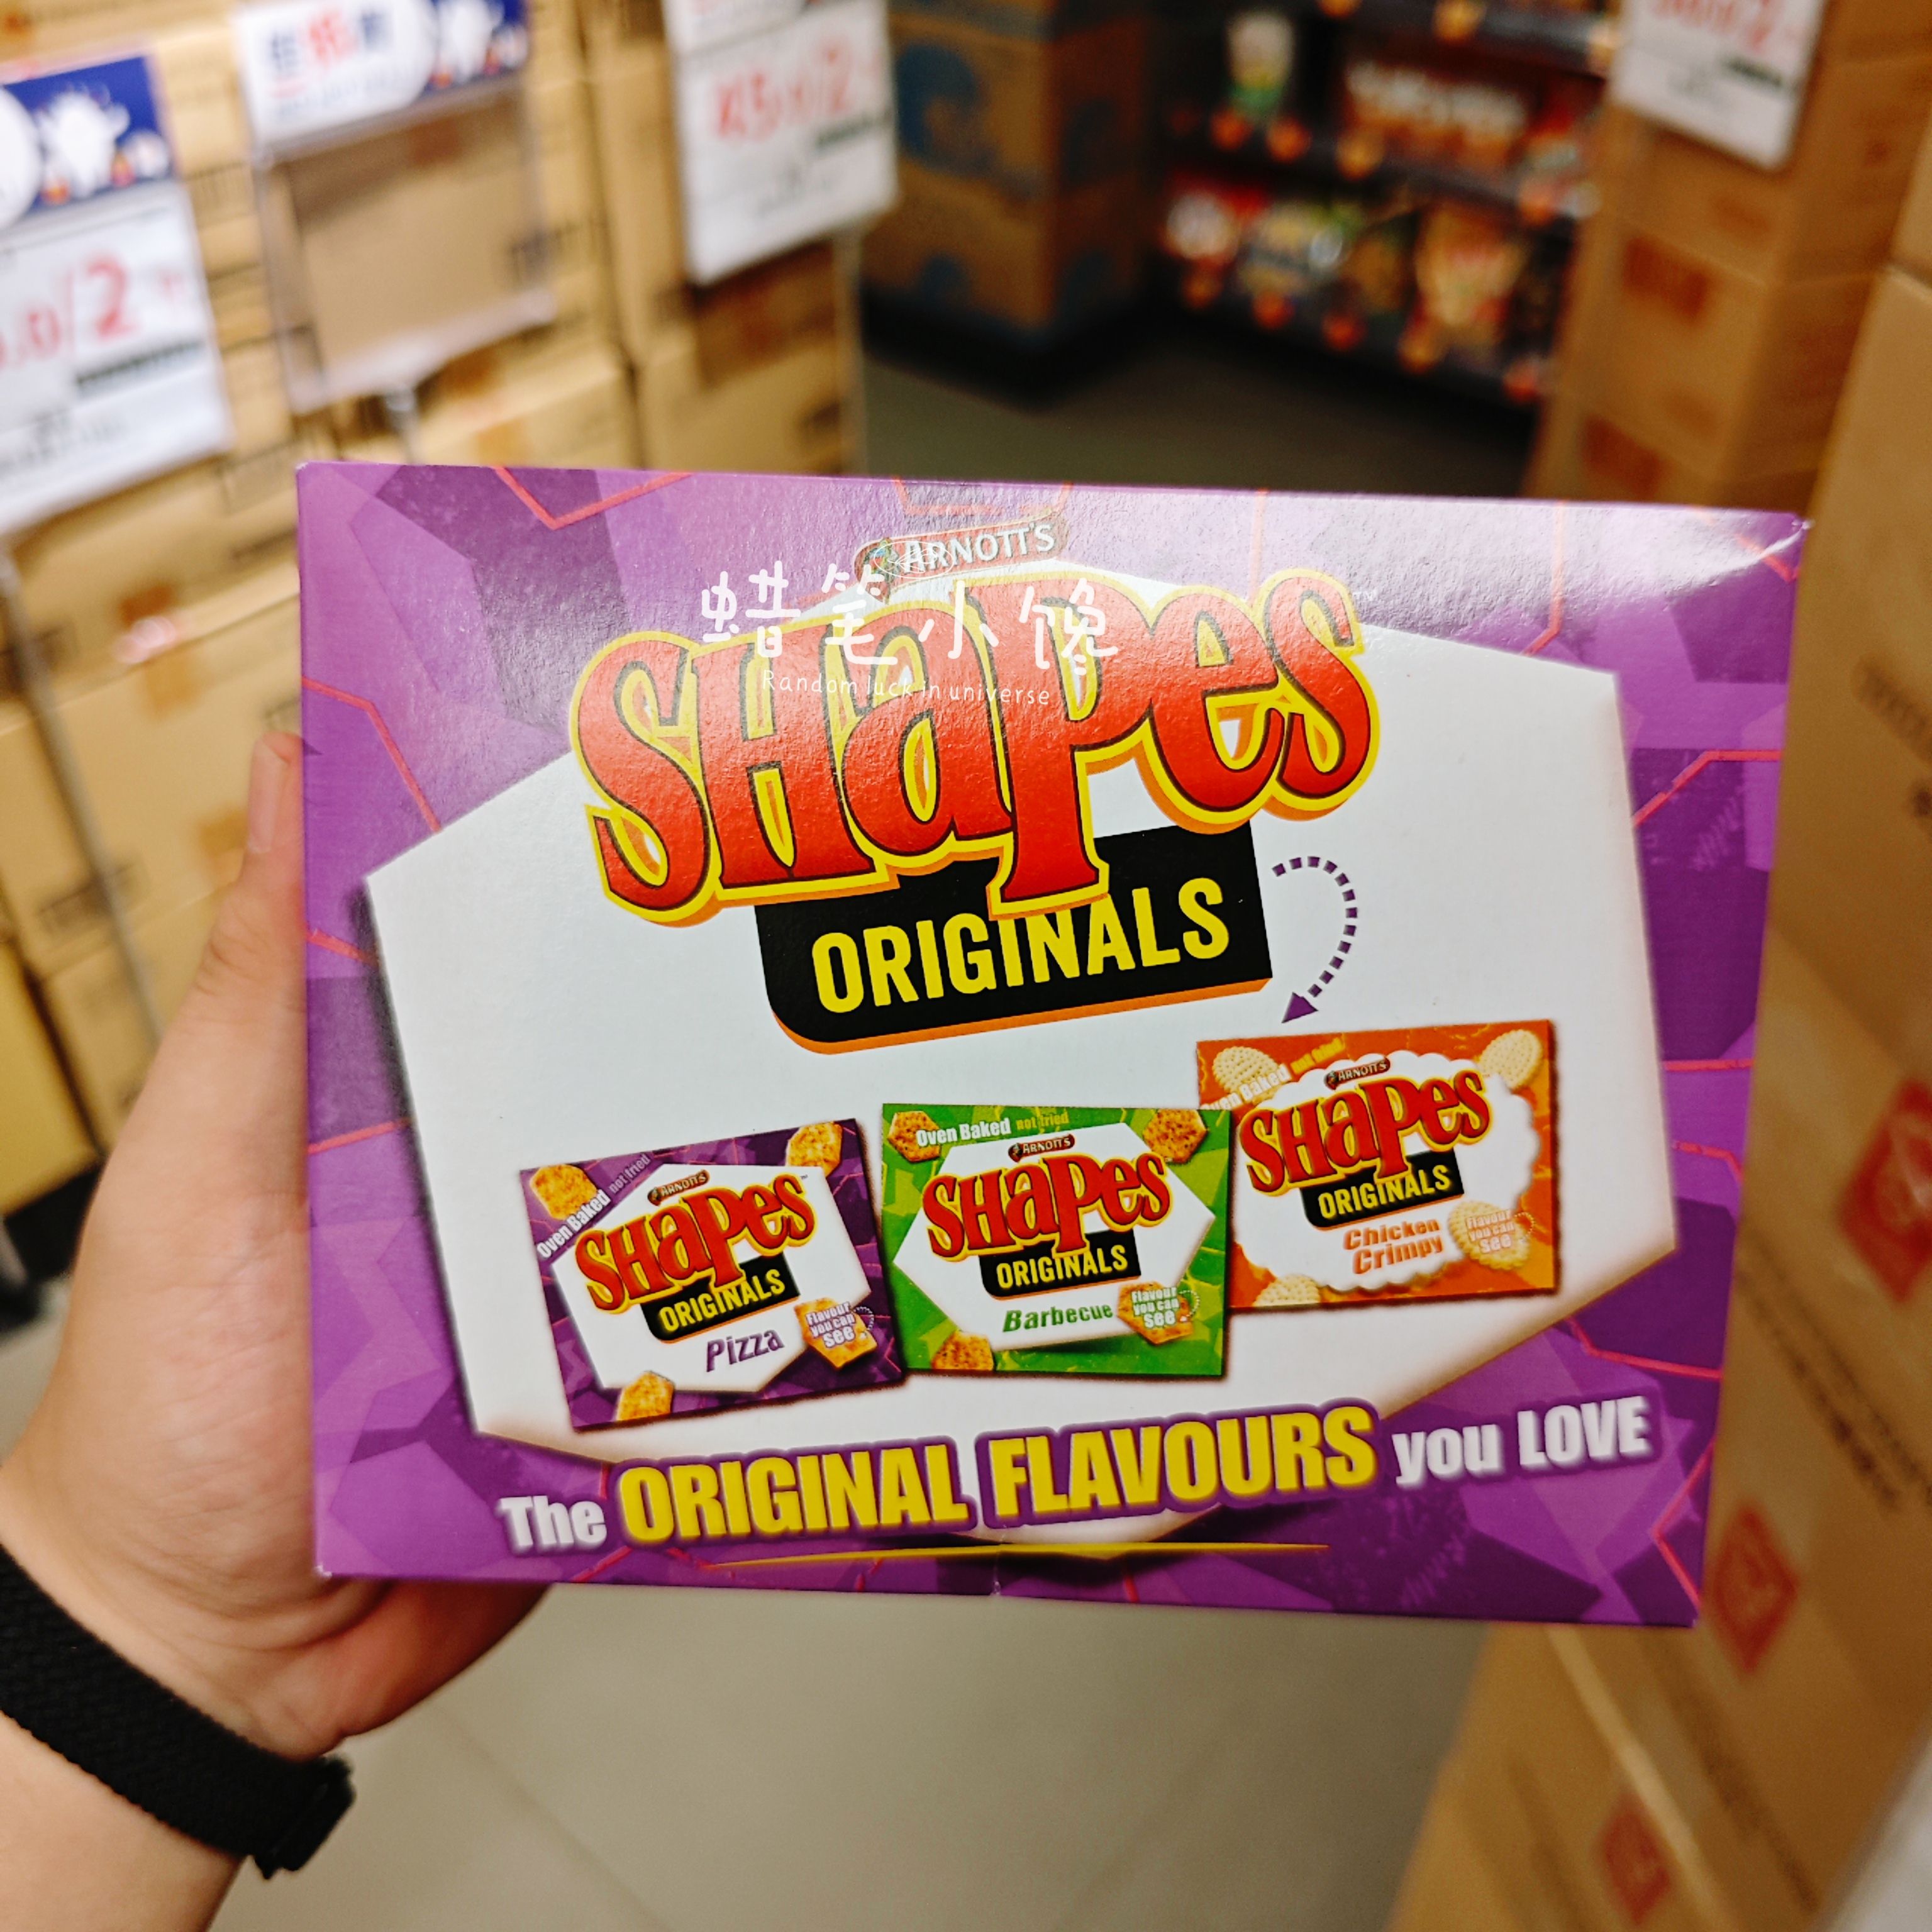 ARNOTT'S
蜡笔小馋
Random luck in universe
SHAPES
ORIGINALS
Oven Baked not fried
ARNOTT'S
SHAPES
ORIGINALS
Pizza
Flavour
you can
see
Oven Baked not fried
ARNOTT'S
SHAPES
ORIGINALS
Barbecue
Flavour
you can
see
Oven Baked not fried
ARNOTT'S
SHAPES
ORIGINALS
Chicken
Crimpy
Flavour
you can
see
The ORIGINAL FLAVOURS you LOVE